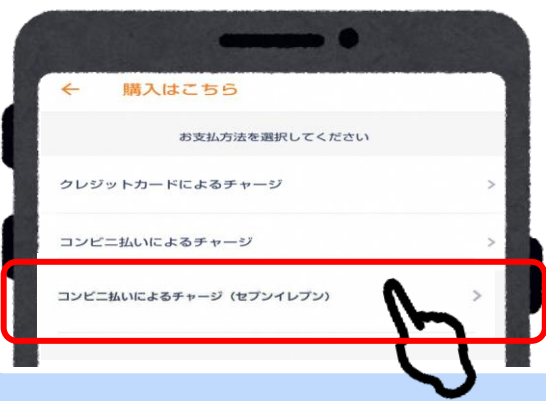 ← 購入はこちら
お支払方法を選択してください
クレジットカードによるチャージ >
コンビニ払いによるチャージ >
コンビニ払いによるチャージ（セブンイレブン） >